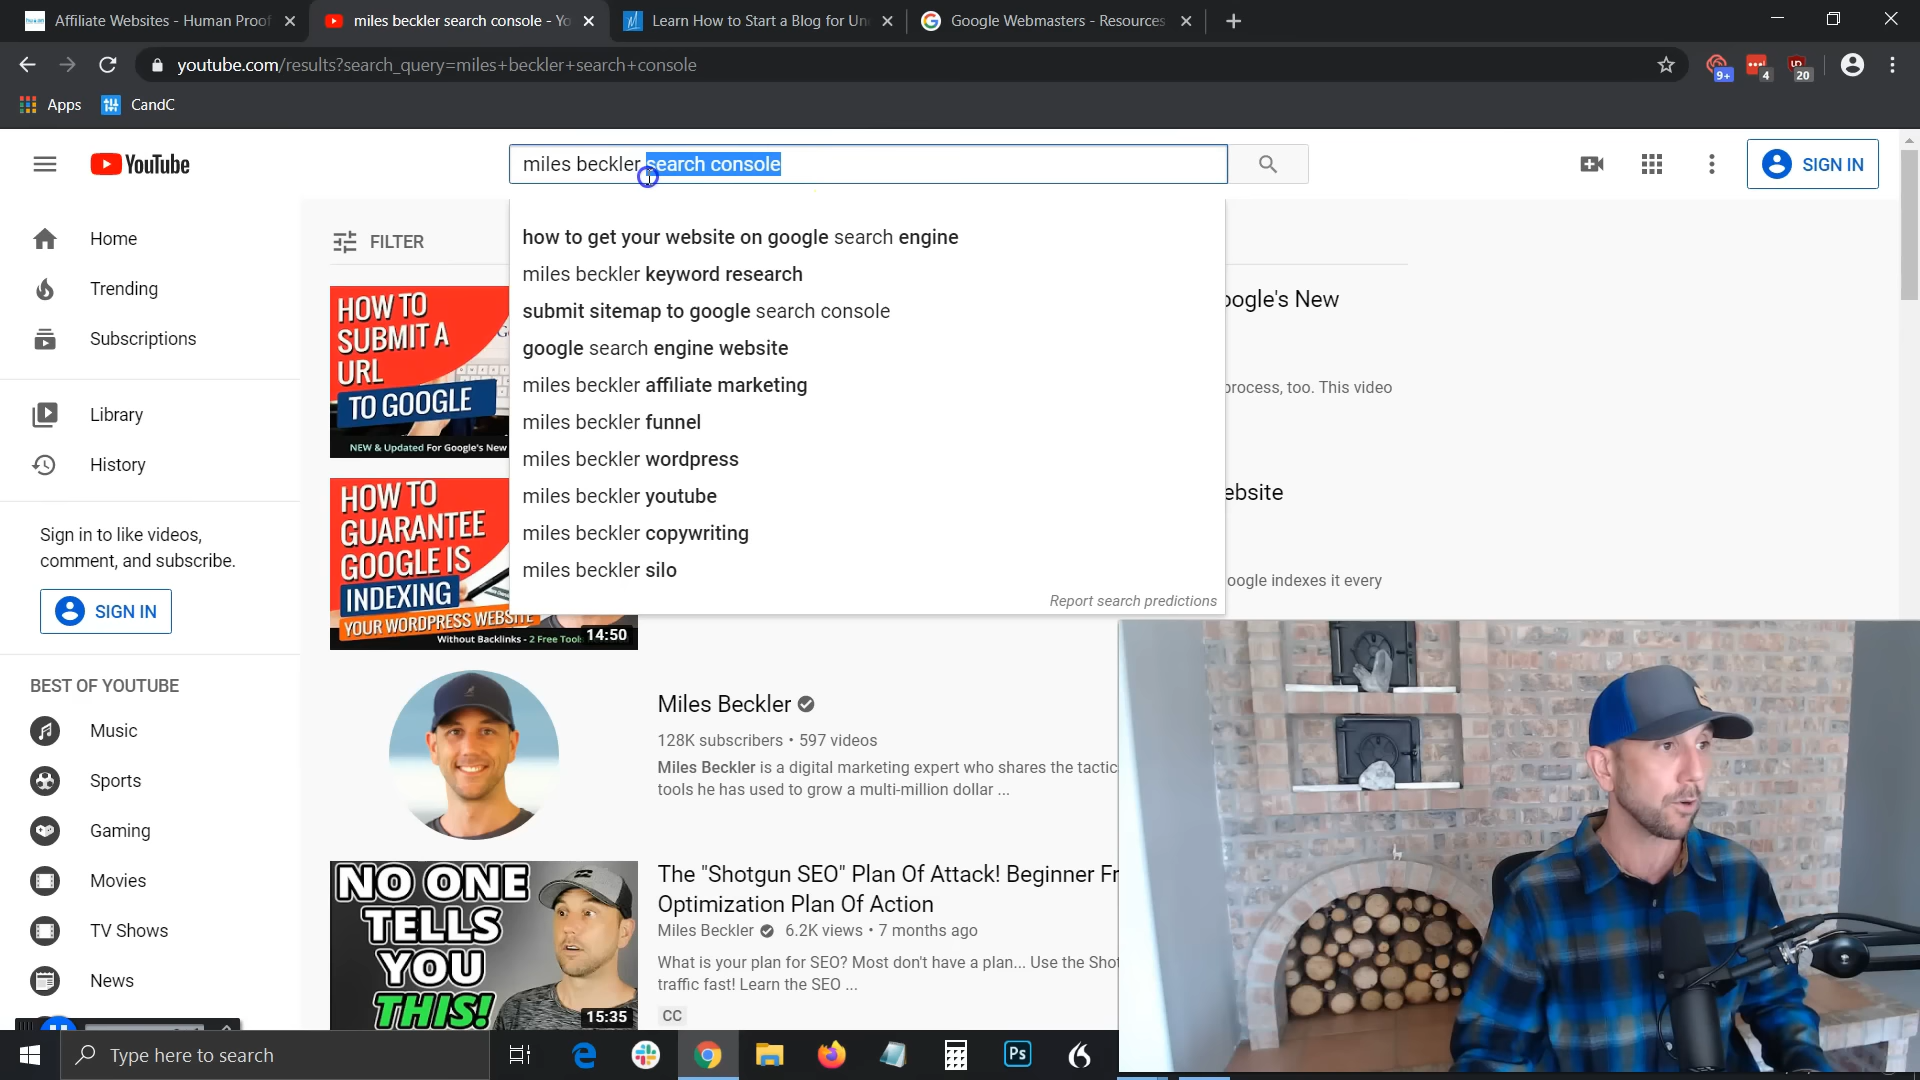 Affiliate Websites - Human Proof
miles beckler search console - Yo
Learn How to Start a Blog for Un
Google Webmasters - Resources
youtube.com/results?search_query=miles+beckler+search+console
9+
4
20
Apps
CandC
YouTube
miles beckler search console
SIGN IN
Home
Trending
Subscriptions
Library
History
Sign in to like videos,
comment, and subscribe.
SIGN IN
BEST OF YOUTUBE
Music
Sports
Gaming
Movies
TV Shows
News
FILTER
how to get your website on google search engine
miles beckler keyword research
submit sitemap to google search console
google search engine website
miles beckler affiliate marketing
miles beckler funnel
miles beckler wordpress
miles beckler youtube
miles beckler copywriting
miles beckler silo
Report search predictions
HOW TO
SUBMIT A
URL
TO GOOGLE
NEW & Updated For Google's New
oogle's New
process, too. This video
HOW TO
GUARANTEE
GOOGLE IS
INDEXING
YOUR WORDPRESS WEBSITE
Without Backlinks - 2 Free Tool
14:50
ebsite
oogle indexes it every
Miles Beckler
128K subscribers • 597 videos
Miles Beckler is a digital marketing expert who shares the tactic
tools he has used to grow a multi-million dollar ...
NO ONE
TELLS
YOU
THIS!
15:35
The "Shotgun SEO" Plan Of Attack! Beginner Fr
Optimization Plan Of Action
Miles Beckler 6.2K views • 7 months ago
What is your plan for SEO? Most don't have a plan... Use the Sho
traffic fast! Learn the SEO ...
CC
Type here to search
Ps